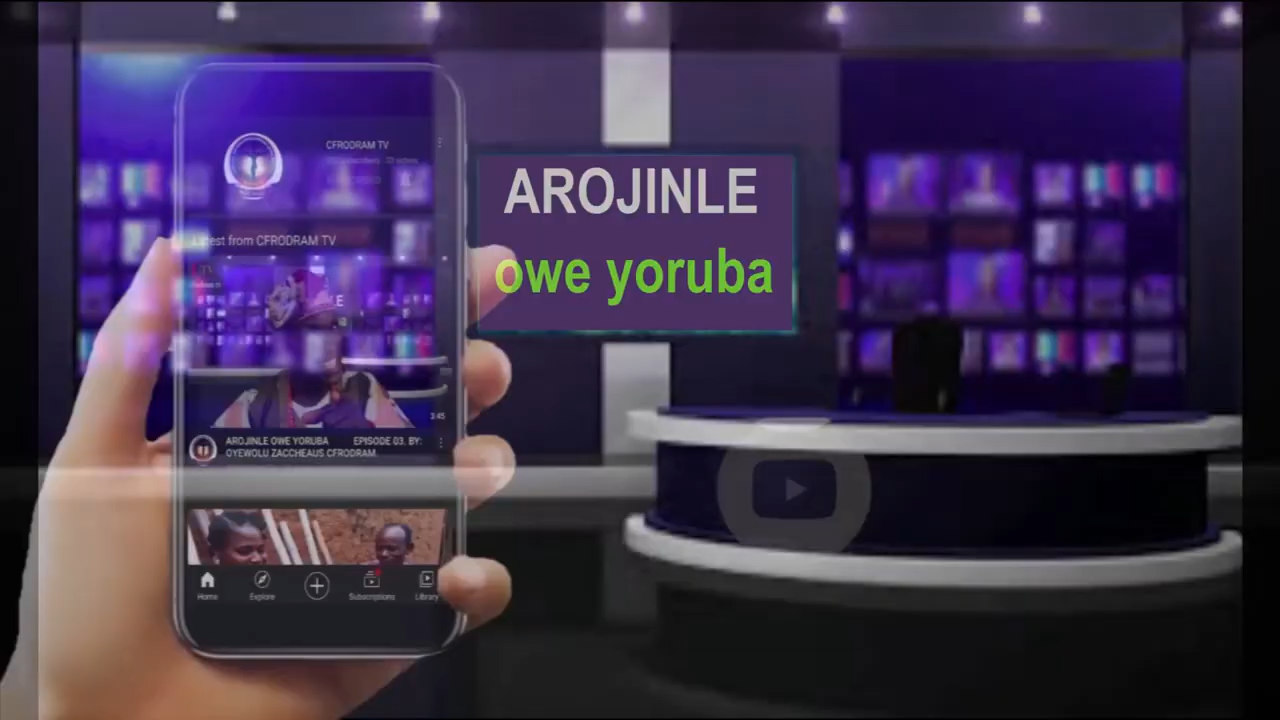 CFRODRAM TV
Latest from CFRODRAM TV
AROJINLE
owe yoruba
3:45
AROJINLE OWE YORUBA EPISODE 03. BY:
OYEWOLU ZACCHEAUS CFRODRAM
Home
Explore
Subscriptions
Library